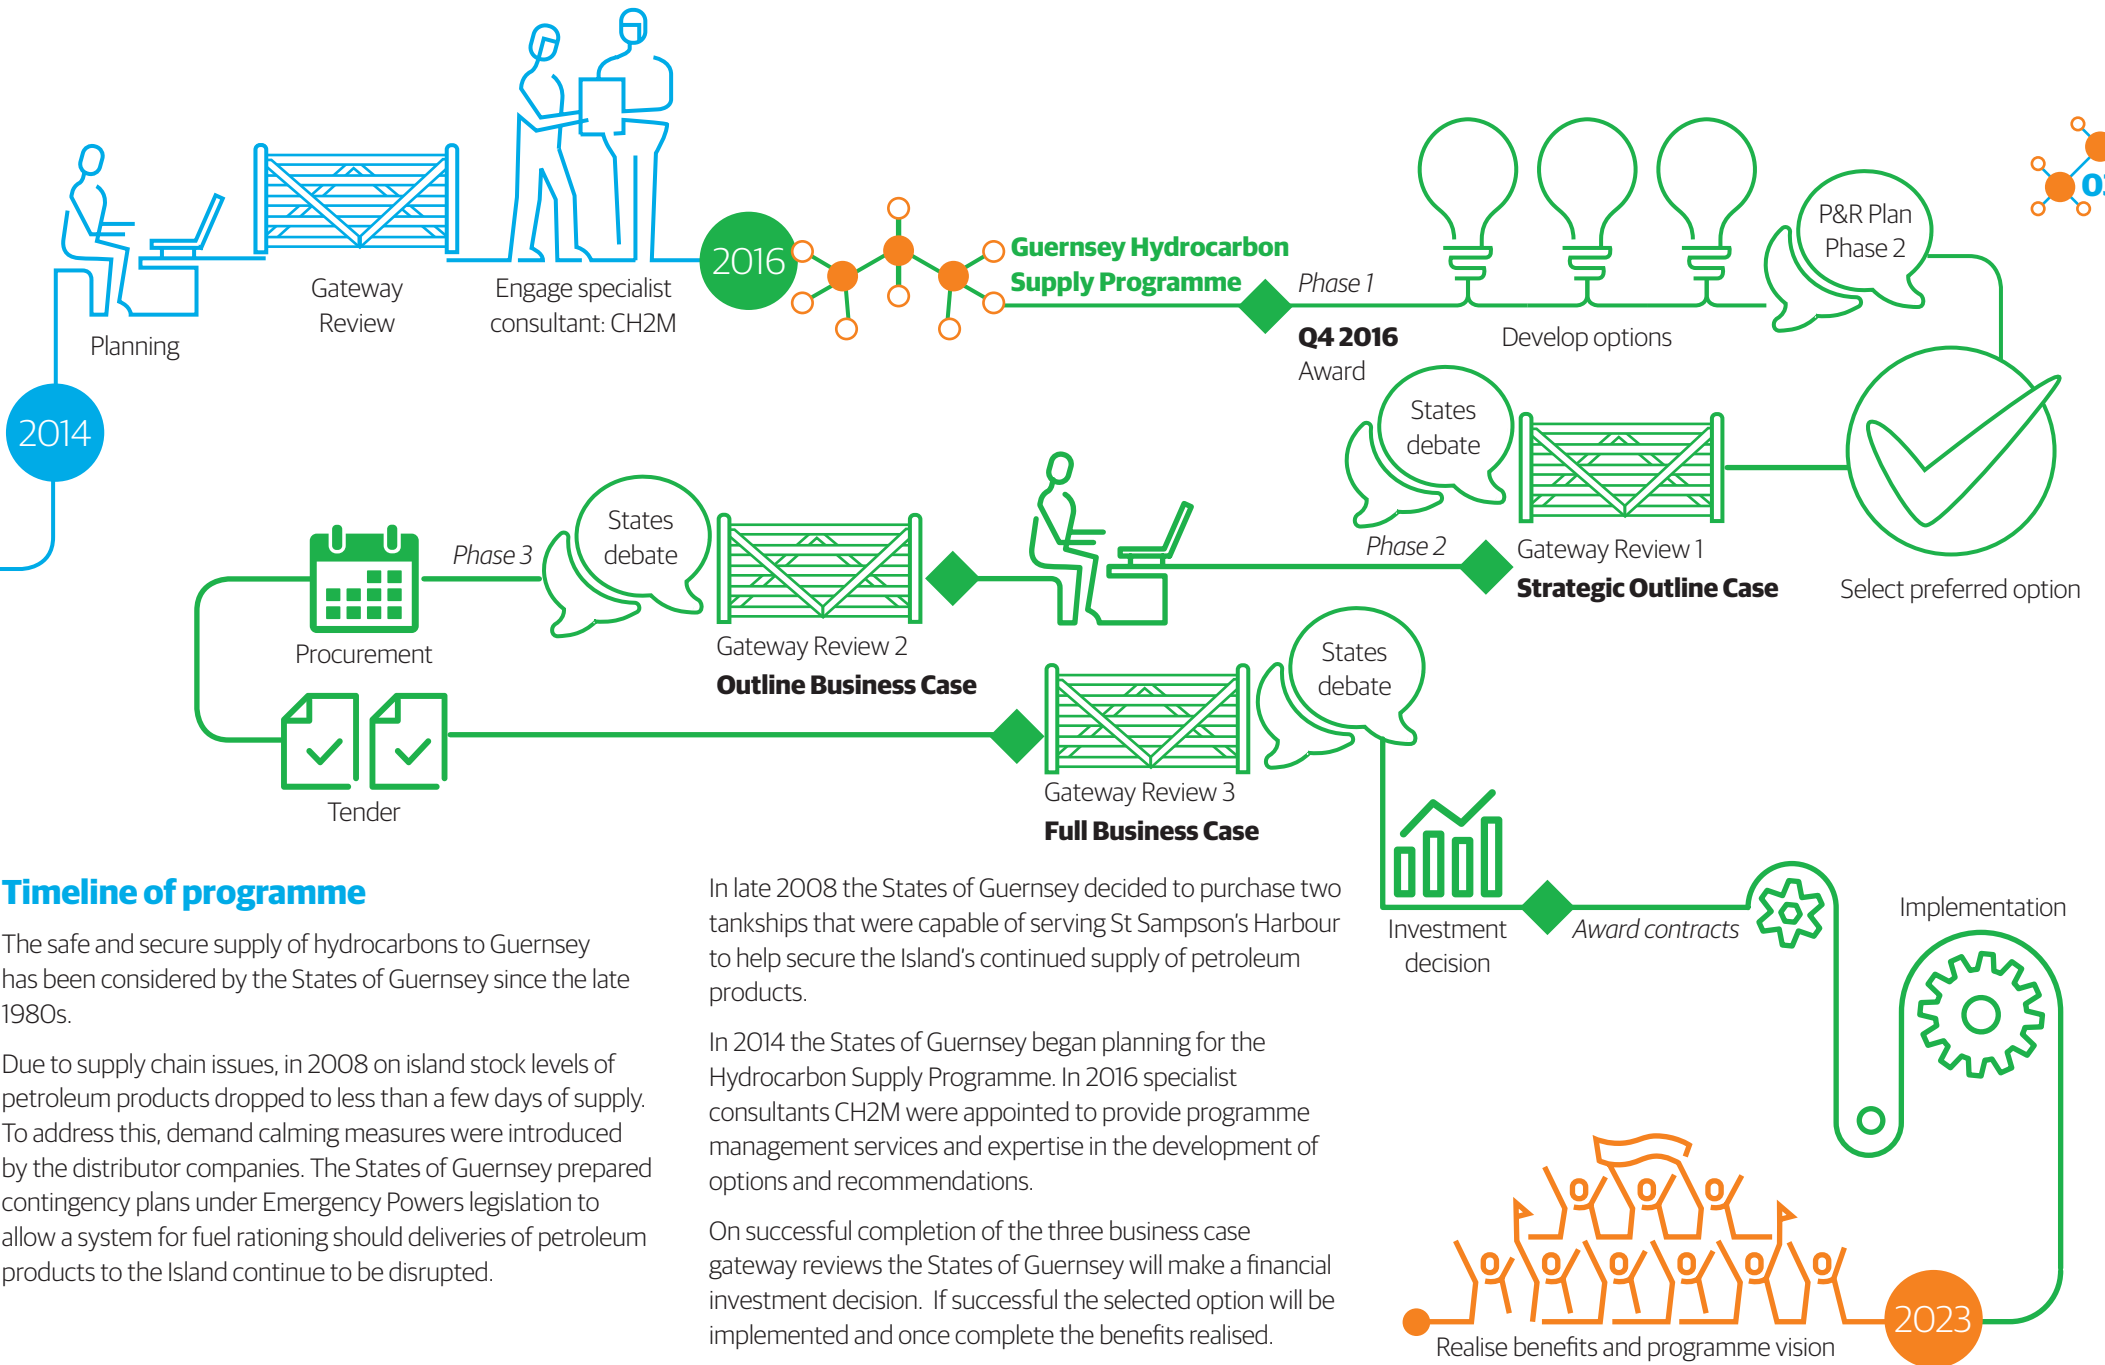 2014
Planning
Gateway
Review
Engage specialist
consultant: CH2M
2016
Guernsey Hydrocarbon
Supply Programme
Phase 1
Q4 2016
Award
Develop options
P&R Plan
Phase 2
Select preferred option
Gateway Review 1
Strategic Outline Case
States
debate
Phase 2
Gateway Review 2
Outline Business Case
States
debate
Phase 3
Procurement
Tender
Gateway Review 3
Full Business Case
States
debate
Investment
decision
Award contracts
Implementation
2023
Realise benefits and programme vision
Timeline of programme
The safe and secure supply of hydrocarbons to Guernsey
has been considered by the States of Guernsey since the late
1980s.
Due to supply chain issues, in 2008 on island stock levels of
petroleum products dropped to less than a few days of supply.
To address this, demand calming measures were introduced
by the distributor companies. The States of Guernsey prepared
contingency plans under Emergency Powers legislation to
allow a system for fuel rationing should deliveries of petroleum
products to the Island continue to be disrupted.
In late 2008 the States of Guernsey decided to purchase two
tankships that were capable of serving St Sampson's Harbour
to help secure the Island's continued supply of petroleum
products.
In 2014 the States of Guernsey began planning for the
Hydrocarbon Supply Programme. In 2016 specialist
consultants CH2M were appointed to provide programme
management services and expertise in the development of
options and recommendations.
On successful completion of the three business case
gateway reviews the States of Guernsey will make a financial
investment decision.  If successful the selected option will be
implemented and once complete the benefits realised.